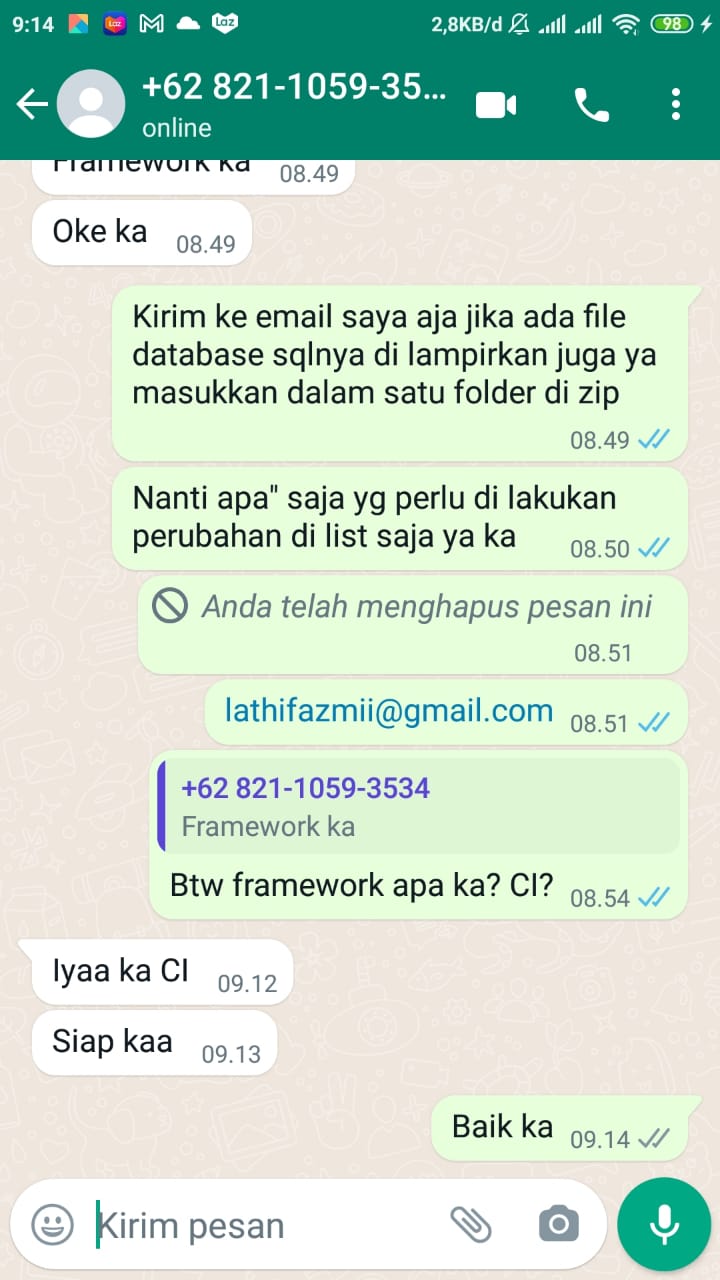 9:14
Laz
Laz
2,8KB/d
98
+62 821-1059-35...
online
Framework ka 08.49
Oke ka 08.49
Kirim ke email saya aja jika ada file
database sqlnya di lampirkan juga ya
masukkan dalam satu folder di zip
08.49
Nanti apa" saja yg perlu di lakukan
perubahan di list saja ya ka 08.50
Anda telah menghapus pesan ini
08.51
lathifazmii@gmail.com 08.51
+62 821-1059-3534
Framework ka
Btw framework apa ka? CI? 08.54
Iyaa ka CI 09.12
Siap kaa 09.13
Baik ka 09.14
Kirim pesan